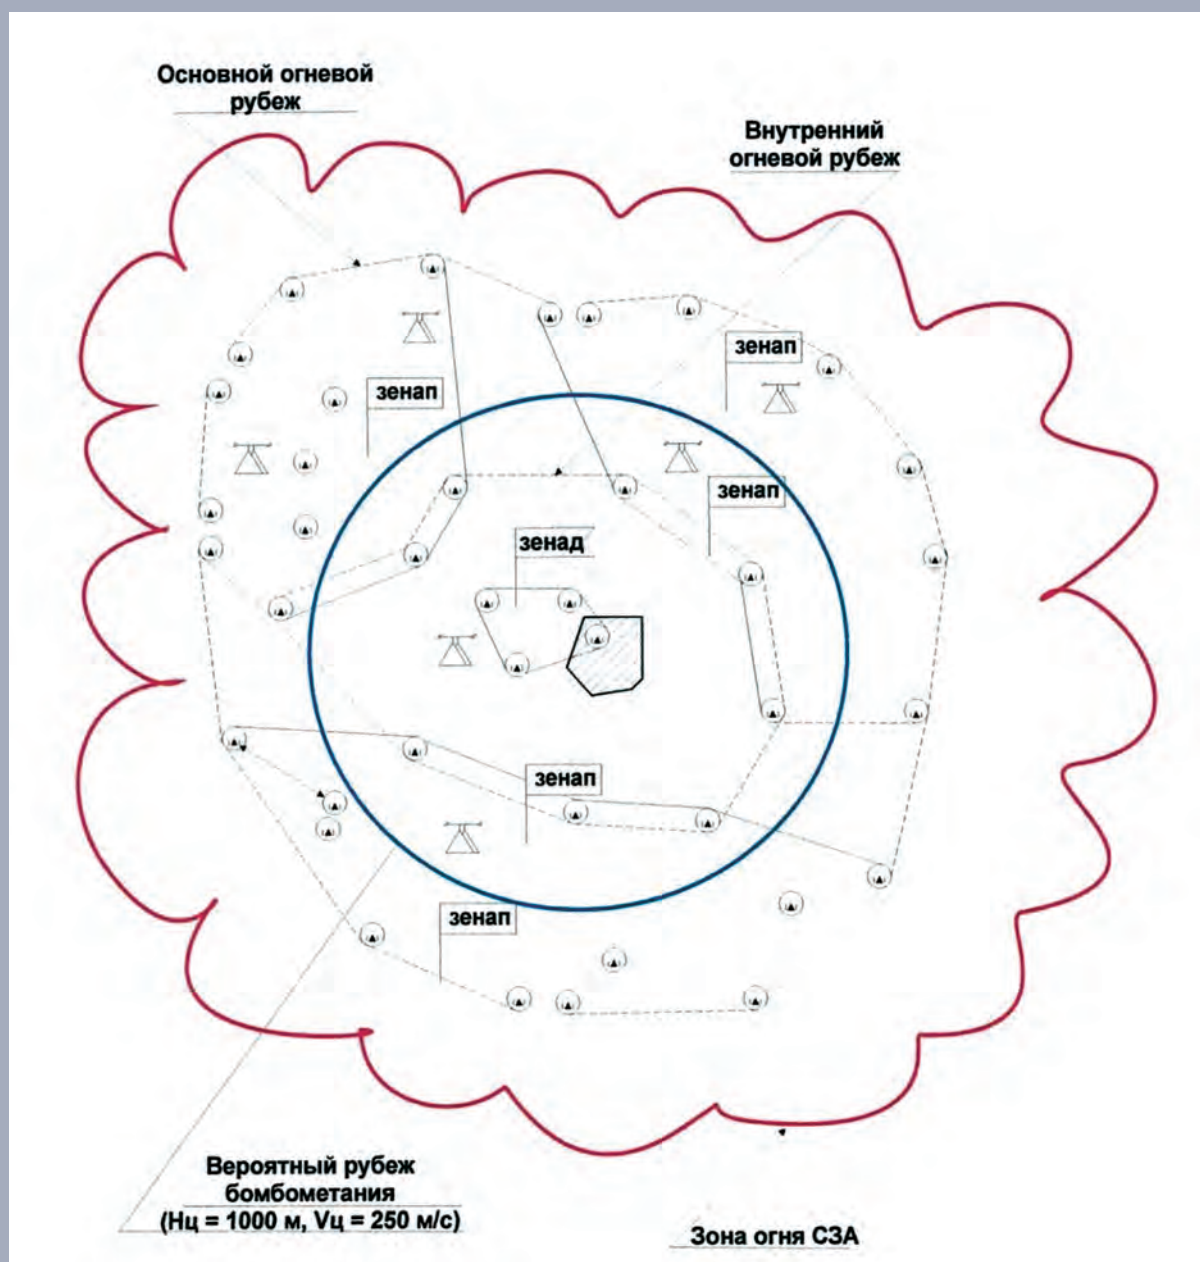 Основной огневой
рубеж
Внутренний
огневой рубеж
зенап
зенап
зенап
зенад
зенап
зенап
Вероятный рубеж
бомбометания
(Нц = 1000 м, Vц = 250 м/с)
Зона огня СЗА